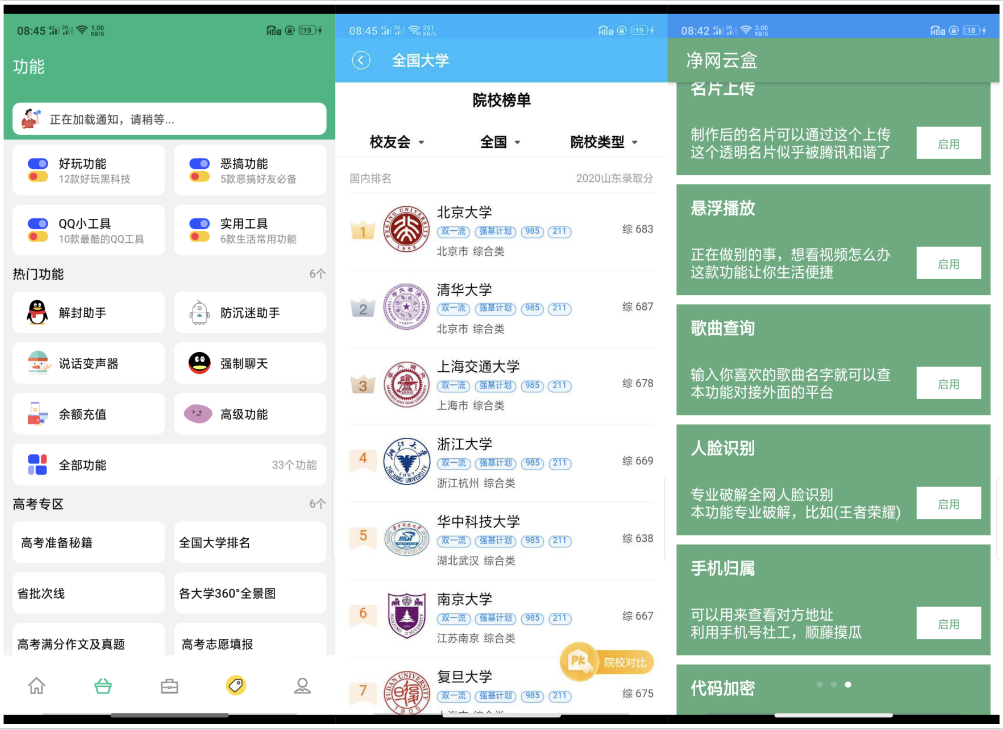 08:45
1.00
KB/S
19
功能
正在加载通知，请稍等...
好玩功能
12款好玩黑科技
恶搞功能
5款恶搞好友必备
QQ小工具
10款最酷的QQ工具
实用工具
6款生活常用功能
热门功能
6个
解封助手
防沉迷助手
说话变声器
强制聊天
余额充值
高级功能
全部功能
33个功能
高考专区
6个
高考准备秘籍
全国大学排名
省批次线
各大学360°全景图
高考满分作文及真题
高考志愿填报
08:45
251
KB/S
19
全国大学
院校榜单
校友会
全国
院校类型
国内排名
2020山东录取分
1
北京大学
双一流 强基计划 985 211
北京市 综合类
综 683
2
清华大学
双一流 强基计划 985 211
北京市 综合类
综 687
3
上海交通大学
双一流 强基计划 985 211
上海市 综合类
综 678
4
浙江大学
双一流 强基计划 985 211
浙江杭州 综合类
综 669
5
华中科技大学
双一流 强基计划 985 211
湖北武汉 综合类
综 638
6
南京大学
双一流 强基计划 985 211
江苏南京 综合类
综 667
7
复旦大学
双一流 强基计划 985 211
上海市 综合类
综 675
PK
院校对比
08:42
2.00
KB/S
18
净网云盒
名片上传
制作后的名片可以通过这个上传
这个透明名片似乎被腾讯和谐了
启用
悬浮播放
正在做别的事，想看视频怎么办
这款功能让你生活便捷
启用
歌曲查询
输入你喜欢的歌曲名字就可以查
本功能对接外面的平台
启用
人脸识别
专业破解全网人脸识别
本功能专业破解，比如(王者荣耀)
启用
手机归属
可以用来查看对方地址
利用手机号社工，顺藤摸瓜
启用
代码加密